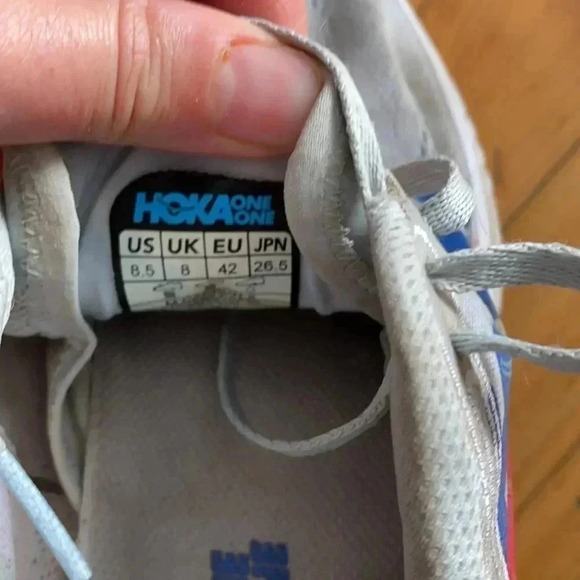 HOKA ONE ONE
US UK EU JPN
8.5 8 42 26.5